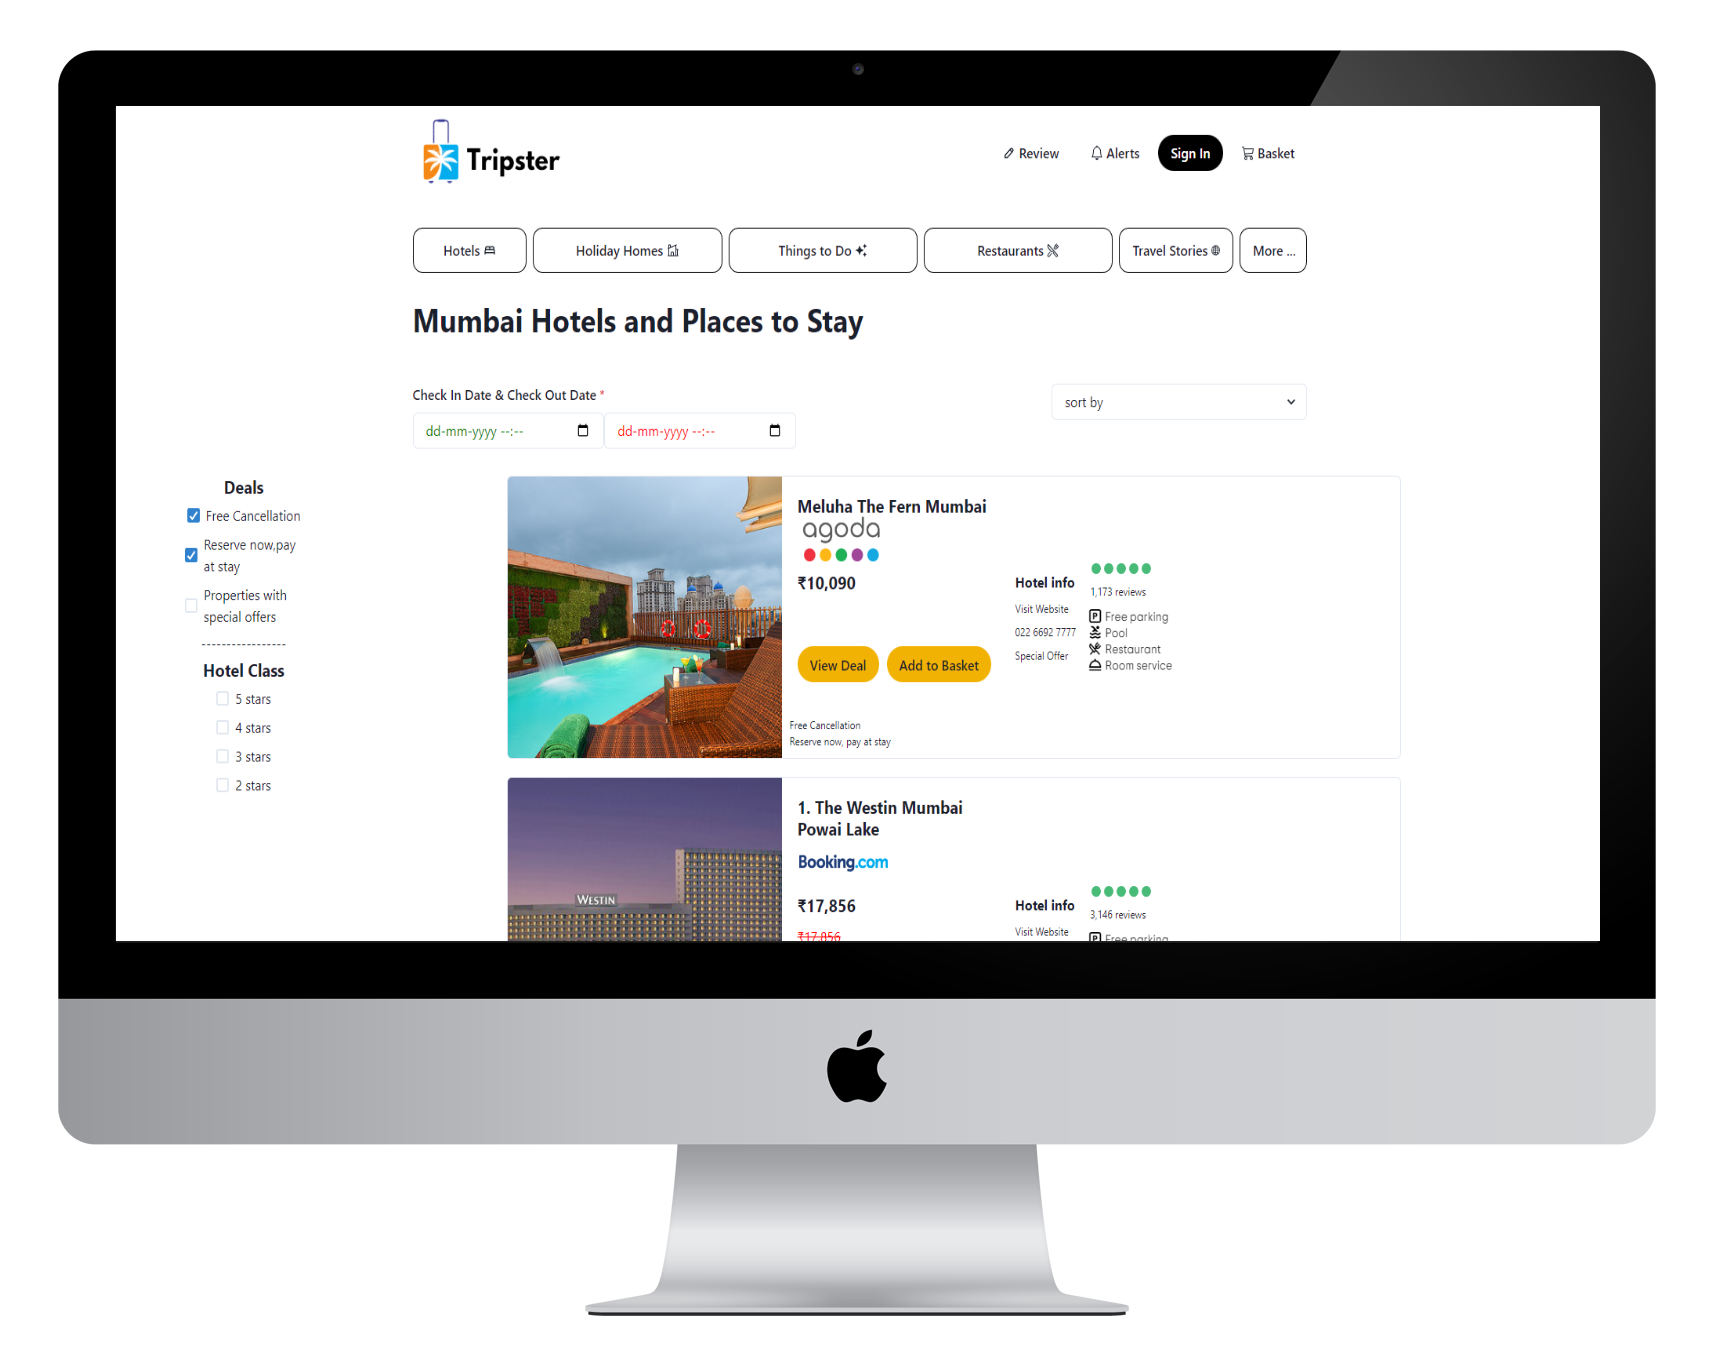 Tripster
Review
Alerts
Sign In
Basket
Hotels
Holiday Homes
Things to Do
Restaurants
Travel Stories
More ...
Mumbai Hotels and Places to Stay
Check In Date & Check Out Date *
sort by
dd-mm-yyyy --:--
dd-mm-yyyy --:--
Deals
Free Cancellation
Reserve now,pay
at stay
Properties with
special offers
----------------
Hotel Class
5 stars
4 stars
3 stars
2 stars
Meluha The Fern Mumbai
agoda
₹10,090
View Deal
Add to Basket
Hotel info
Visit Website
022 6692 7777
Special Offer
1,173 reviews
P Free parking
Pool
Restaurant
Room service
Free Cancellation
Reserve now, pay at stay
WESTIN
1. The Westin Mumbai
Powai Lake
Booking.com
₹17,856
₹17,856
Hotel info
Visit Website
3,146 reviews
P Free parking